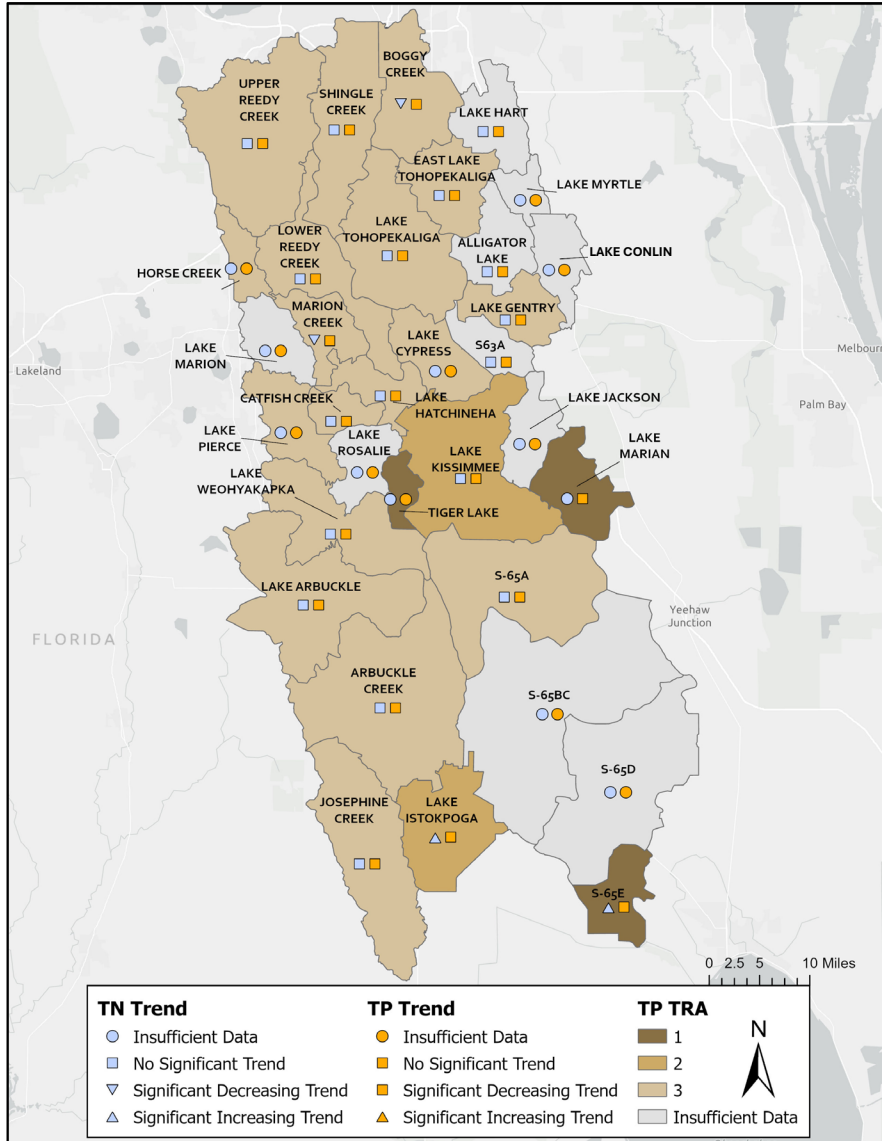 BOGGY
CREEK
UPPER
REEDY
CREEK
SHINGLE
CREEK
LAKE HART
EAST LAKE
TOHOPEKALIGA
LAKE MYRTLE
LAKE
TOHOPEKALIGA
LOWER
REEDY
CREEK
ALLIGATOR
LAKE
LAKE CONLIN
HORSE CREEK
MARION
CREEK
LAKE GENTRY
LAKE
MARION
LAKE
CYPRESS
S63A
Melbourne
Lakeland
CATFISH CREEK
LAKE
HATCHINEHA
LAKE JACKSON
Palm Bay
LAKE
PIERCE
LAKE
ROSALIE
LAKE
KISSIMMEE
LAKE
MARIAN
LAKE
WEOHYAKAPKA
TIGER LAKE
LAKE ARBUCKLE
S-65A
Yeehaw
Junction
FLORIDA
ARBUCKLE
CREEK
S-65BC
S-65D
JOSEPHINE
CREEK
LAKE
ISTOKPOGA
S-65E
0 2.5 5 10 Miles
TN Trend
Insufficient Data
No Significant Trend
Significant Decreasing Trend
Significant Increasing Trend
TP Trend
Insufficient Data
No Significant Trend
Significant Decreasing Trend
Significant Increasing Trend
TP TRA
1
2
3
Insufficient Data
N